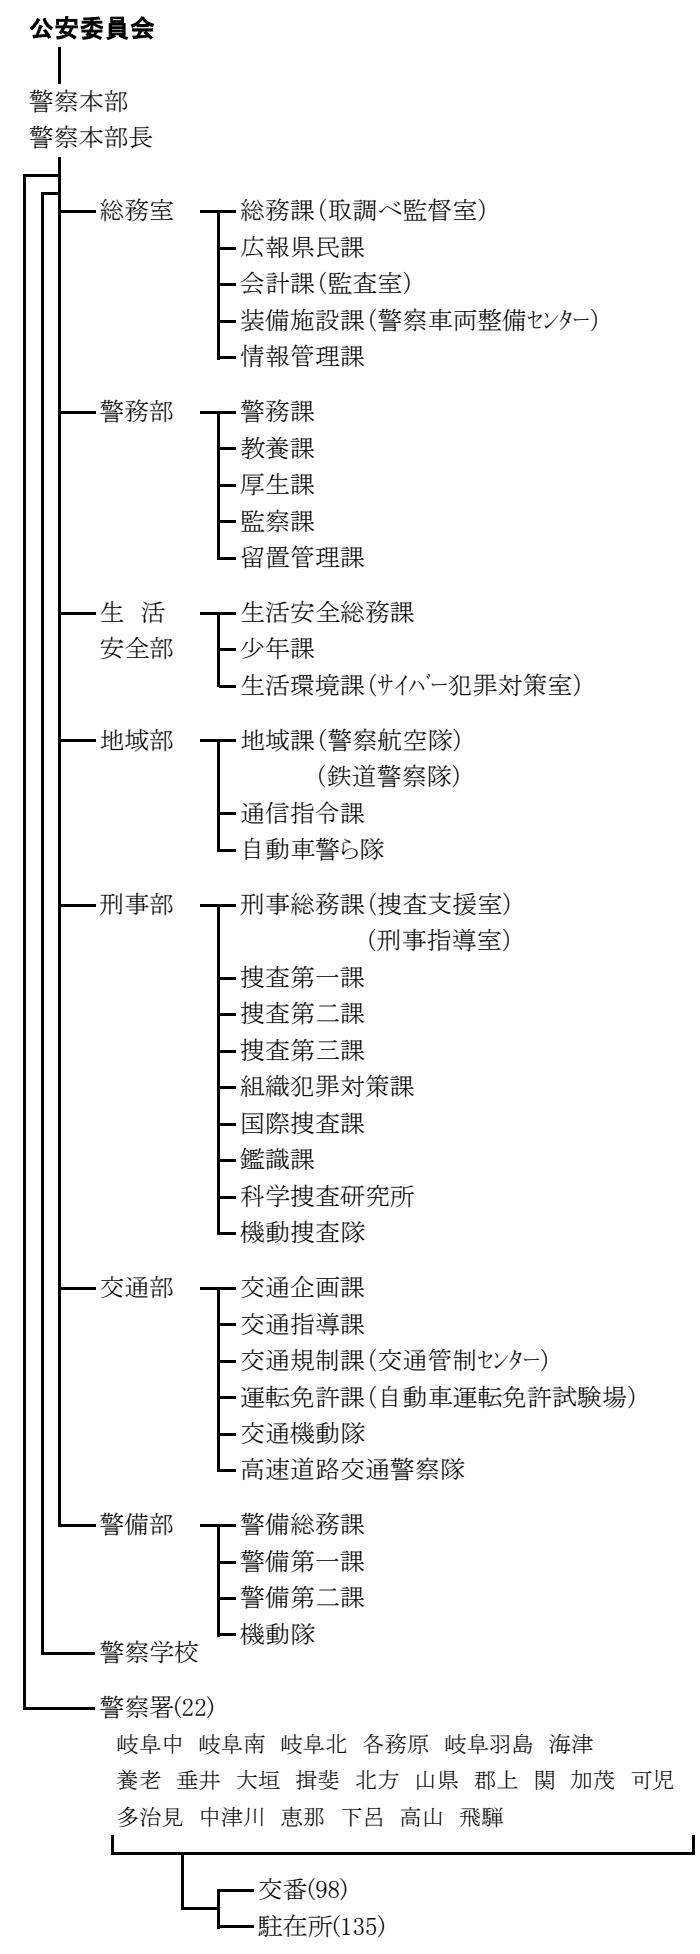 公安委員会
警察本部
警察本部長
総務室 総務課(取調べ監督室)
広報県民課
会計課(監査室)
装備施設課(警察車両整備センター)
情報管理課
警務部 警務課
教養課
厚生課
監察課
留置管理課
生 活 生活安全総務課
安全部 少年課
生活環境課(サイバー犯罪対策室)
地域部 地域課(警察航空隊)
(鉄道警察隊)
通信指令課
自動車警ら隊
刑事部 刑事総務課(捜査支援室)
(刑事指導室)
捜査第一課
捜査第二課
捜査第三課
組織犯罪対策課
国際捜査課
鑑識課
科学捜査研究所
機動捜査隊
交通部 交通企画課
交通指導課
交通規制課(交通管制センター)
運転免許課(自動車運転免許試験場)
交通機動隊
高速道路交通警察隊
警備部 警備総務課
警備第一課
警備第二課
機動隊
警察学校
警察署(22)
岐阜中 岐阜南 岐阜北 各務原 岐阜羽島 海津
養老 垂井 大垣 揖斐 北方 山県 郡上 関 加茂 可児
多治見 中津川 恵那 下呂 高山 飛騨
交番(98)
駐在所(135)